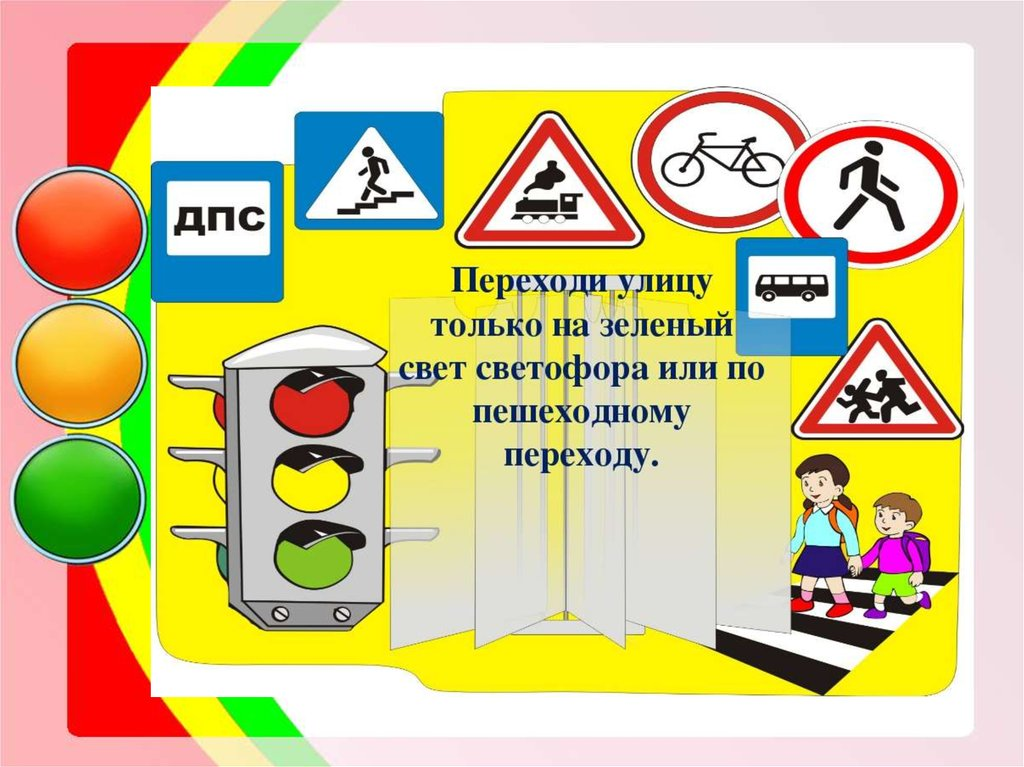 ДПС
Переходи улицу
только на зеленый
свет светофора или по
пешеходному
переходу.